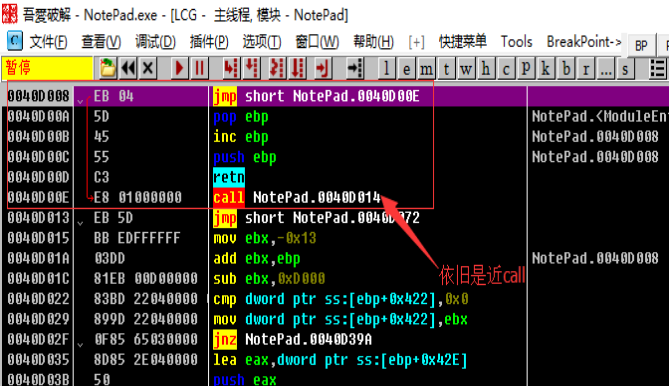 吾爱破解 - NotePad.exe - [LCG - 主线程, 模块 - NotePad]
C 文件(F) 查看(V) 调试(D) 插件(P) 选项(T) 窗口(W) 帮助(H) [+] 快捷菜单 Tools BreakPoint-> BP
暂停 l e m t w h c p k b r ... s
0040D008 EB 04 jmp short NotePad.0040D00E
0040D00A 5D pop ebp NotePad.<ModuleEn
0040D00B 45 inc ebp NotePad.0040D008
0040D00C 55 push ebp NotePad.0040D008
0040D00D C3 retn
0040D00E E8 01000000 call NotePad.0040D014
0040D013 EB 5D jmp short NotePad.0040D072
0040D015 BB EDFFFFFF mov ebx,-0x13
0040D01A 03DD add ebx,ebp NotePad.0040D008
依旧是近call
0040D01C 81EB 00D00000 sub ebx,0xD000
0040D022 83BD 22040000 cmp dword ptr ss:[ebp+0x422],0x0
0040D029 899D 22040000 mov dword ptr ss:[ebp+0x422],ebx
0040D02F 0F85 65030000 jnz NotePad.0040D39A
0040D035 8D85 2E040000 lea eax,dword ptr ss:[ebp+0x42E]
0040D03B 50 push eax